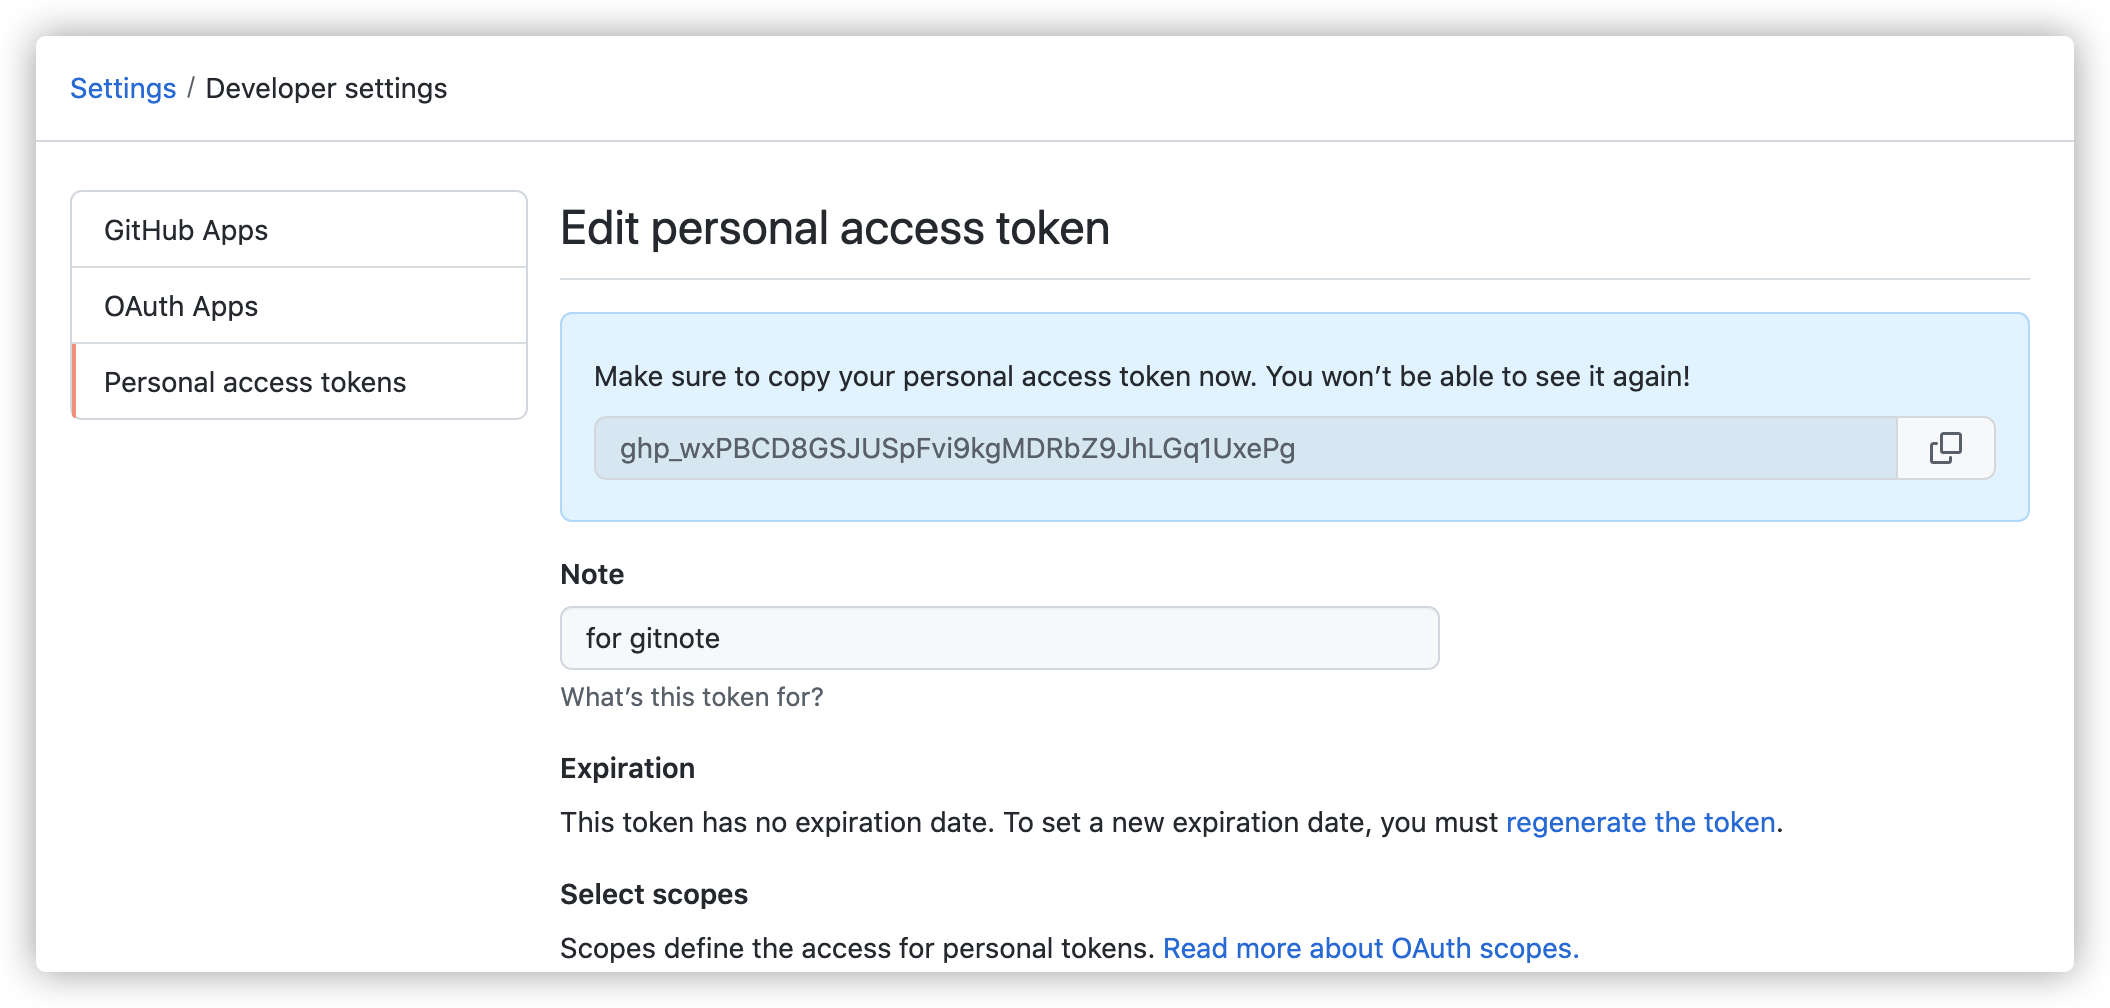 Settings / Developer settings
GitHub Apps
OAuth Apps
Personal access tokens
Edit personal access token
Make sure to copy your personal access token now. You won’t be able to see it again!
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
Note
for gitnote
What’s this token for?
Expiration
This token has no expiration date. To set a new expiration date, you must regenerate the token.
Select scopes
Scopes define the access for personal tokens. Read more about OAuth scopes.